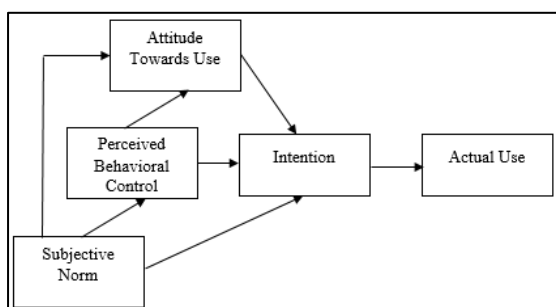 Attitude
Towards Use
Perceived
Behavioral
Control
Intention
Actual Use
Subjective
Norm